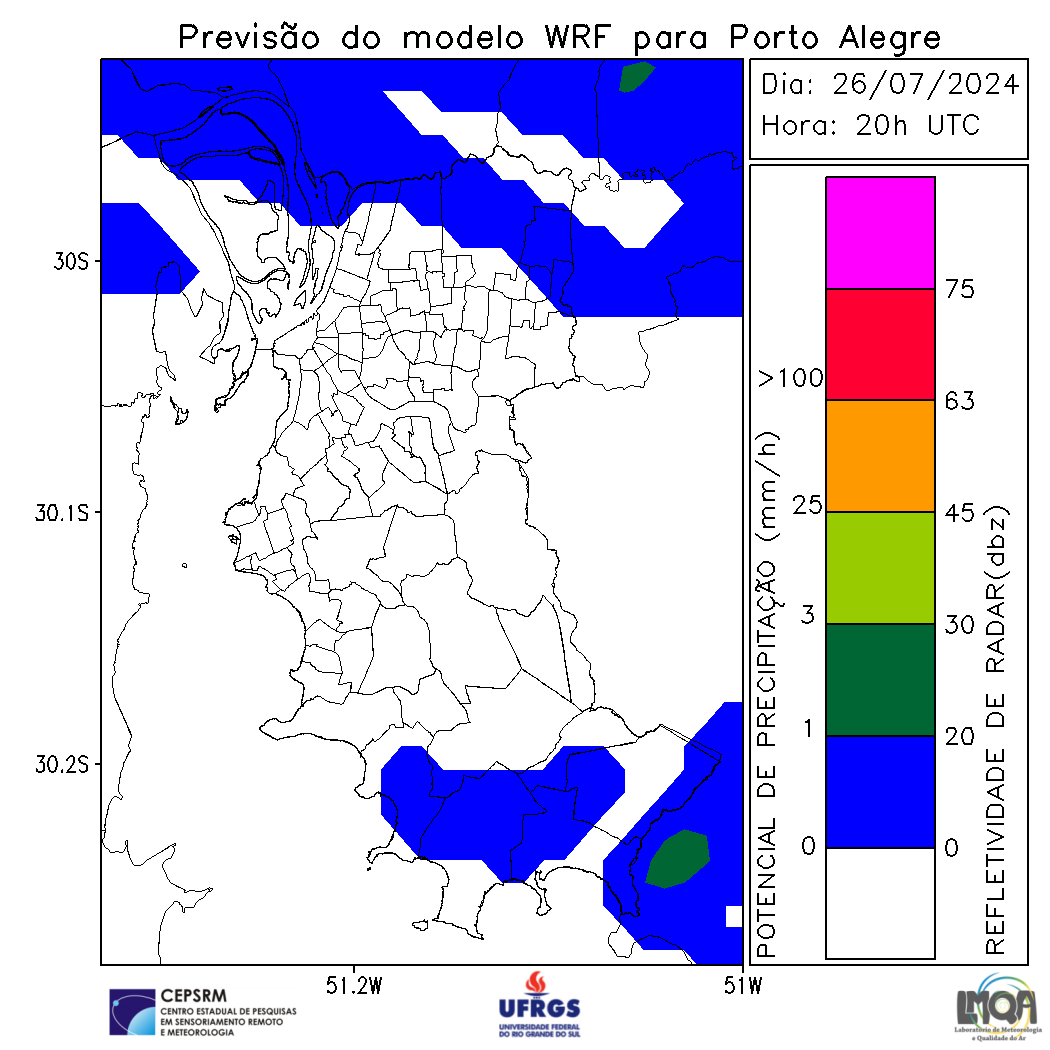 Previsão do modelo WRF para Porto Alegre
Dia: 26/07/2024
Hora: 20h UTC
30S
30.1S
30.2S
51.2W
51W
POTENCIAL DE PRECIPITAÇÃO (mm/h)
>100
25
3
1
0
75
63
45
30
20
0
REFLETIVIDADE DE RADAR(dbz)
CEPSRM
CENTRO ESTADUAL DE PESQUISAS
EM SENSORIAMENTO REMOTO
E METEOROLOGIA
UFRGS
UNIVERSIDADE FEDERAL
DO RIO GRANDE DO SUL
LMQA
Laboratório de Meteorologia
e Qualidade do Ar